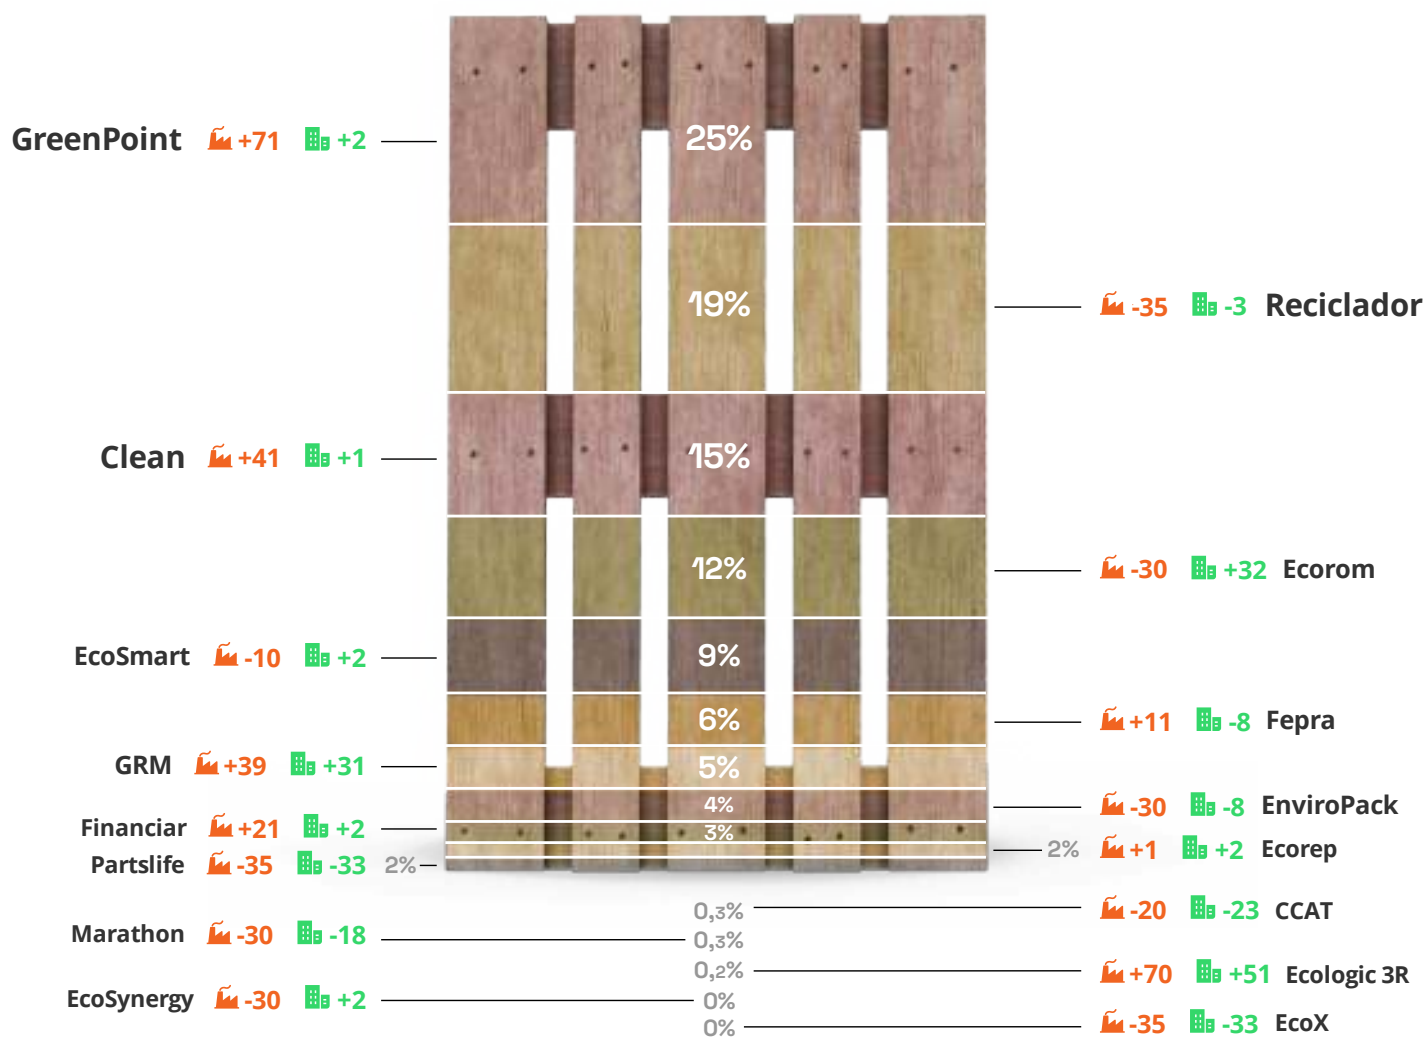 GreenPoint +71 +2 25%
19% -35 -3 Reciclador
Clean +41 +1 15%
12% -30 +32 Ecorom
EcoSmart -10 +2 9%
6% +11 -8 Fepra
GRM +39 +31 5%
4% -30 -8 EnviroPack
Financiar +21 +2 3%
2% +1 +2 Ecorep
Partslife -35 -33 2%
0,3% -20 -23 CCAT
Marathon -30 -18 0,3%
0,2% +70 +51 Ecologic 3R
EcoSynergy -30 +2 0%
0% -35 -33 EcoX